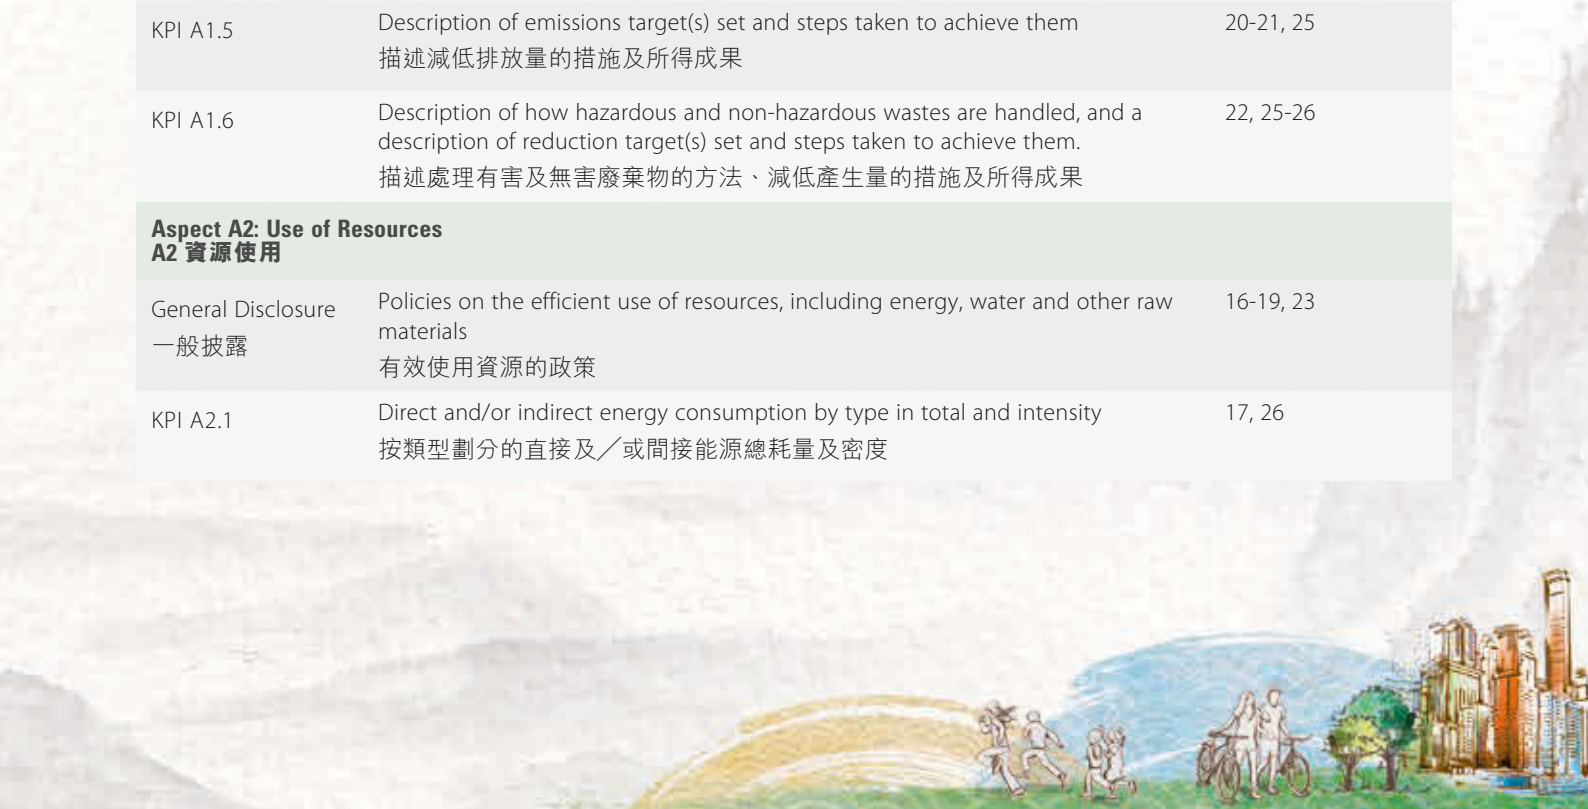 KPI A1.5
Description of emissions target(s) set and steps taken to achieve them
描述減低排放量的措施及所得成果
20-21, 25
KPI A1.6
Description of how hazardous and non-hazardous wastes are handled, and a
description of reduction target(s) set and steps taken to achieve them.
描述處理有害及無害廢棄物的方法、減低產生量的措施及所得成果
22, 25-26
Aspect A2: Use of Resources
A2 資源使用
General Disclosure
一般披露
Policies on the efficient use of resources, including energy, water and other raw
materials
有效使用資源的政策
16-19, 23
KPI A2.1
Direct and/or indirect energy consumption by type in total and intensity
按類型劃分的直接及／或間接能源總耗量及密度
17, 26